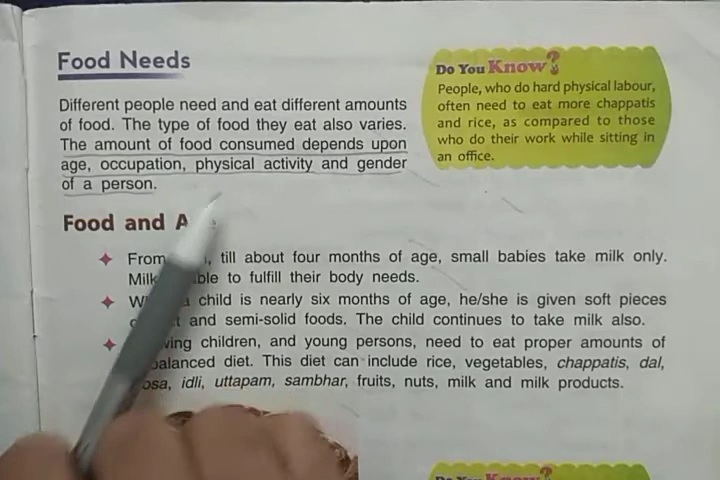 Food Needs
Different people need and eat different amounts
of food. The type of food they eat also varies.
The amount of food consumed depends upon
age, occupation, physical activity and gender
of a person.
Do You Know?
People, who do hard physical labour,
often need to eat more chappatis
and rice, as compared to those
who do their work while sitting in
an office.
Food and
From till about four months of age, small babies take milk only.
Milk to fulfill their body needs.
child is nearly six months of age, he/she is given soft pieces
and semi-solid foods. The child continues to take milk also.
children, and young persons, need to eat proper amounts of
balanced diet. This diet can include rice, vegetables, chappatis, dal,
idli, uttapam, sambhar, fruits, nuts, milk and milk products.
Do You Know?